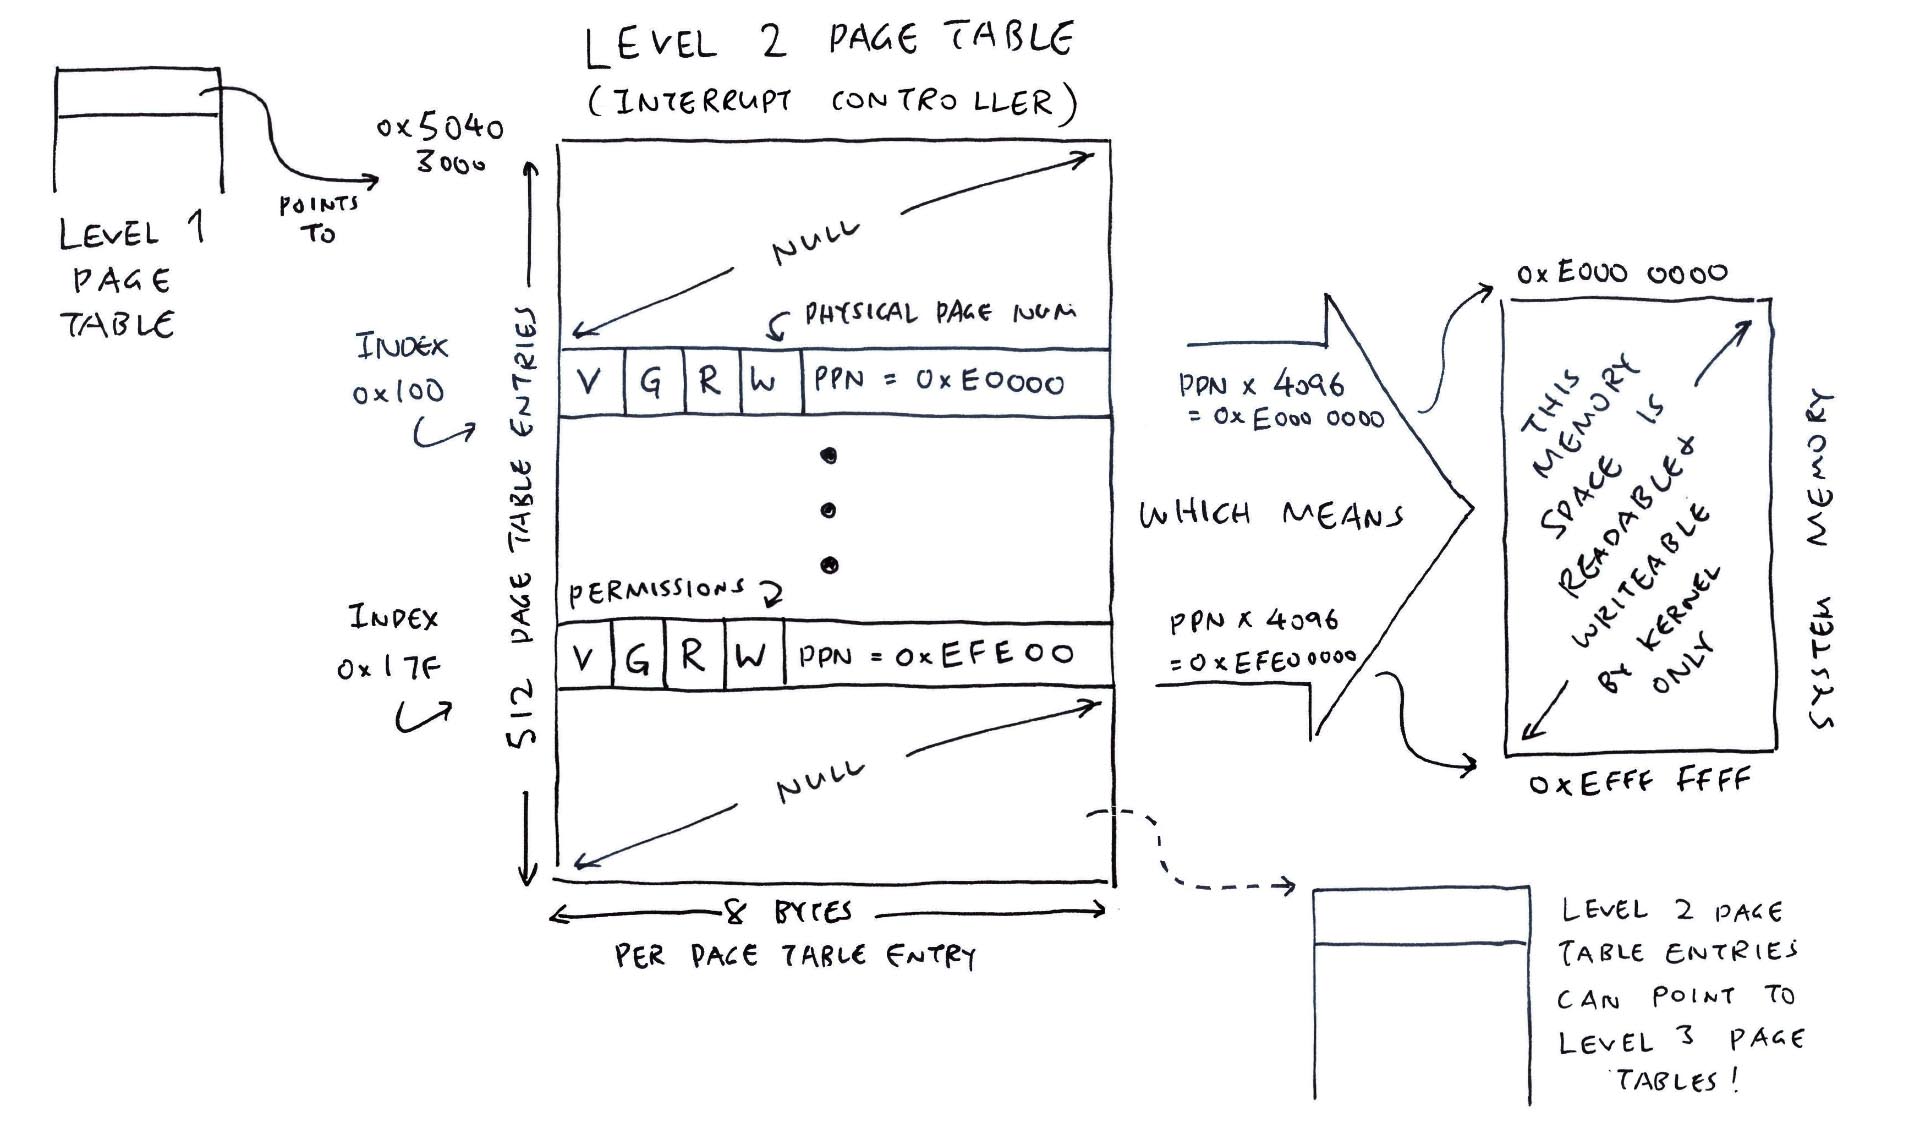 LEVEL 2 PAGE TABLE
(INTERRUPT CONTROLLER)
LEVEL 1
PAGE
TABLE
POINTS
TO
0x5040
3000
512 PAGE TABLE ENTRIES
NULL
PHYSICAL PAGE NUM
INDEX
0x100
V G R W PPN = 0xE0000
PERMISSIONS
INDEX
0x17F
V G R W PPN = 0xEFE00
NULL
8 BYTES
PER PAGE TABLE ENTRY
PPN x 4096
= 0xE000 0000
WHICH MEANS
PPN x 4096
= 0xEFE00000
0xE000 0000
THIS
MEMORY
SPACE IS
READABLE &
WRITEABLE
BY KERNEL
ONLY
0xEFFF FFFF
SYSTEM MEMORY
LEVEL 2 PAGE
TABLE ENTRIES
CAN POINT TO
LEVEL 3 PAGE
TABLES!